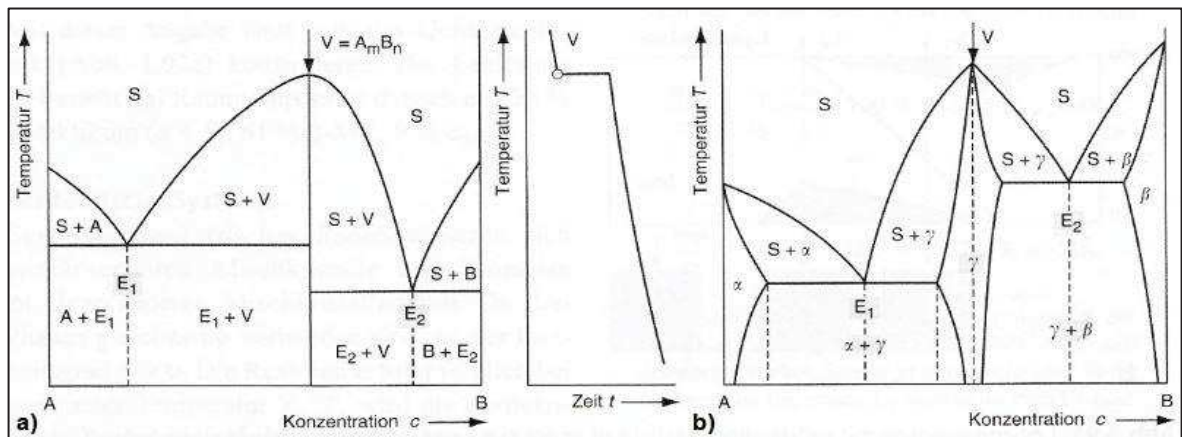 V = AₘBₙ
Temperatur T
S
S
S + A
S + V
S + V
S + B
E₁
E₂
A + E₁
E₁ + V
E₂ + V
B + E₂
A
B
a)
Konzentration c
V
Temperatur T
Zeit t
V
Temperatur T
S
S
S + γ
S + β
β
S + α
S + γ
γ
E₂
α
E₁
α + γ
γ + β
A
B
b)
Konzentration c